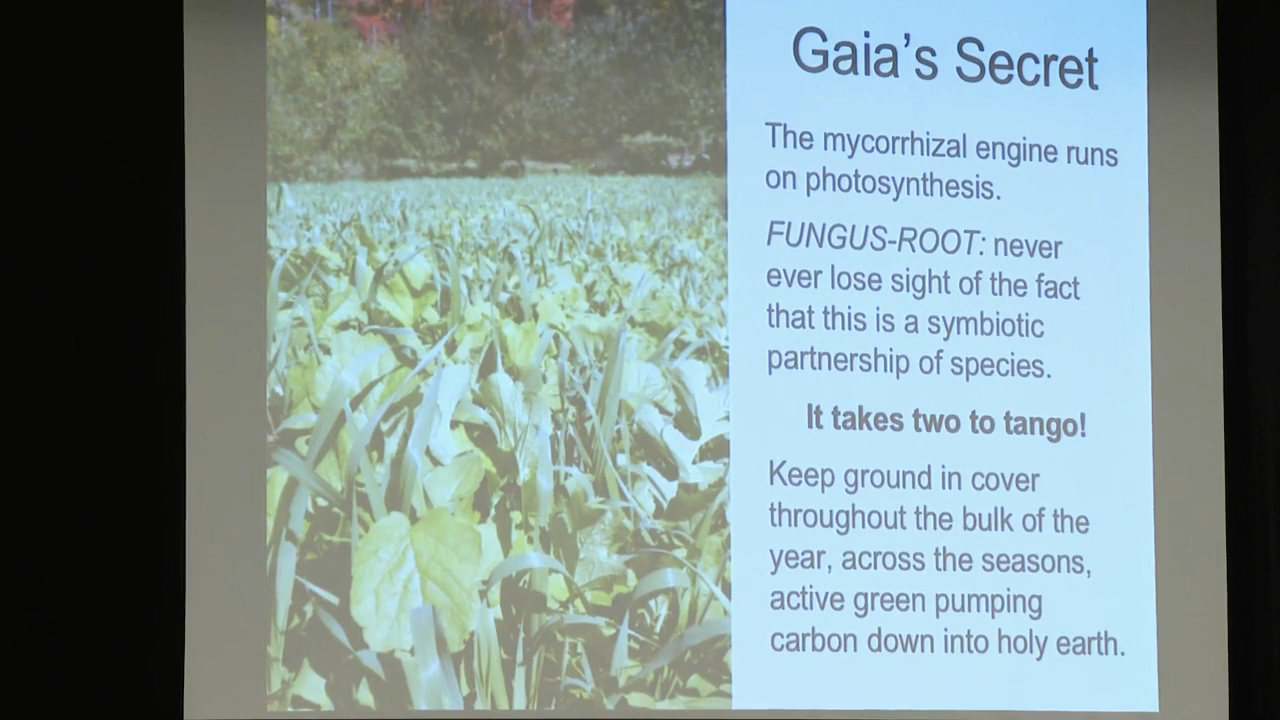 Gaia's Secret
The mycorrhizal engine runs
on photosynthesis.
FUNGUS-ROOT: never
ever lose sight of the fact
that this is a symbiotic
partnership of species.
It takes two to tango!
Keep ground in cover
throughout the bulk of the
year, across the seasons,
active green pumping
carbon down into holy earth.